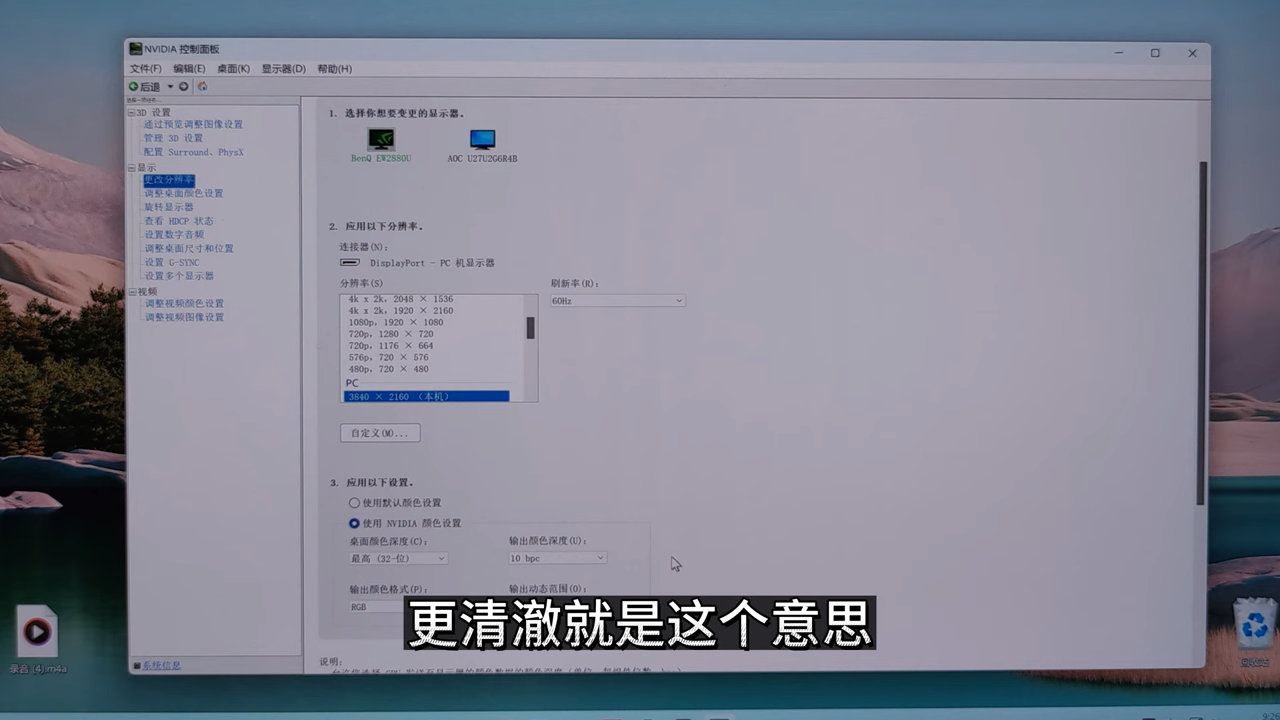 NVIDIA 控制面板
文件(F) 编辑(E) 桌面(K) 显示器(D) 帮助(H)
后退
3D 设置
通过预览调整图像设置
管理 3D 设置
配置 Surround、PhysX
显示
更改分辨率
调整桌面颜色设置
旋转显示器
查看 HDCP 状态
设置数字音频
调整桌面尺寸和位置
设置 G-SYNC
设置多个显示器
视频
调整视频颜色设置
调整视频图像设置
系统信息
1. 选择你想要变更的显示器。
BenQ EW2880U AOC U27U2G6R4B
2. 应用以下分辨率。
连接器(N):
DisplayPort - PC 机显示器
分辨率(S) 刷新率(R):
4k x 2k, 2048 × 1536 60Hz
4k x 2k, 1920 × 2160
1080p, 1920 × 1080
720p, 1280 × 720
720p, 1176 × 664
576p, 720 × 576
480p, 720 × 480
PC
3840 × 2160 (本机)
自定义(M)...
3. 应用以下设置。
使用默认颜色设置
使用 NVIDIA 颜色设置
桌面颜色深度(C): 输出颜色深度(U):
最高 (32-位) 10 bpc
输出颜色格式(P): 输出动态范围(O):
RGB
说明:
更清澈就是这个意思
录音 (4).m4a
回收站